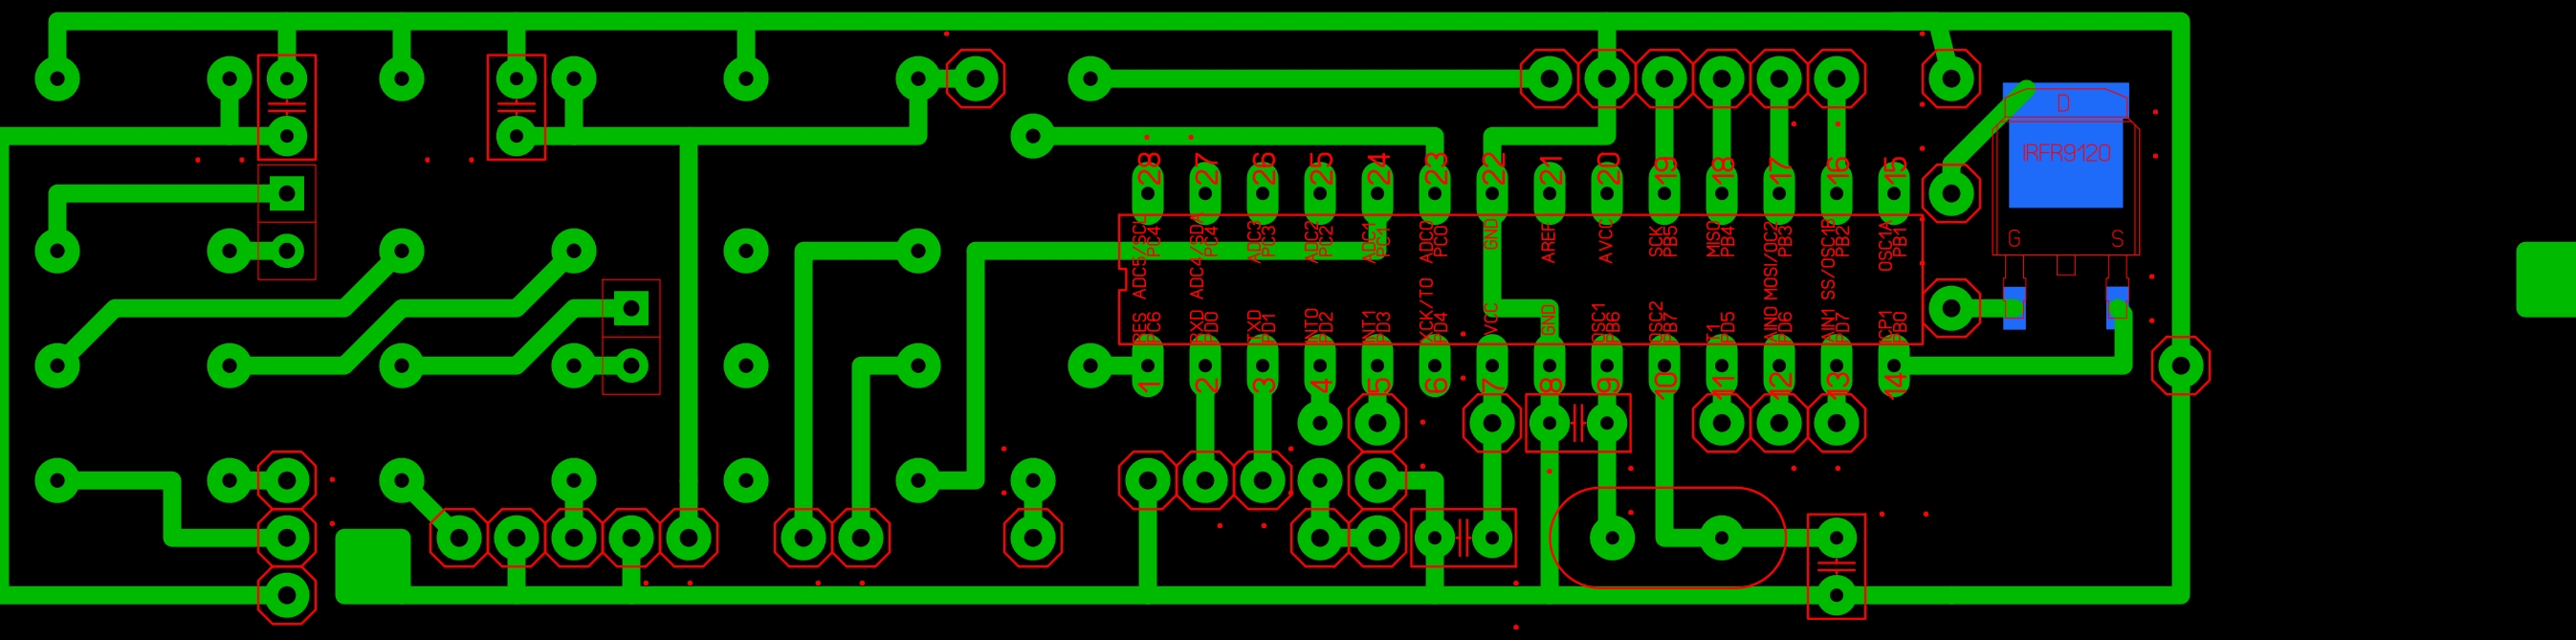 D
IRFR9120
G S
28 27 26 25 24 23 22 21 20 19 18 17 16 15
ADC5/SCL
PC4
ADC4/SDA
PC4
ADC3
PC3
ADC2
PC2
ADC1
PC1
ADC0
PC0
GND
AREF
AVCC
SCK
PB5
MISO
PB4
MOSI/OC2
PB3
SS/OSC1B
PB2
OSC1A
PB1
RES
PC6
RXD
PD0
TXD
PD1
INT0
PD2
INT1
PD3
XCK/TO
PD4
VCC
GND
OSC1
PB6
OSC2
PB7
T1
PD5
AIN0
PD6
AIN1
PD7
ICP1
PB0
1 2 3 4 5 6 7 8 9 10 11 12 13 14